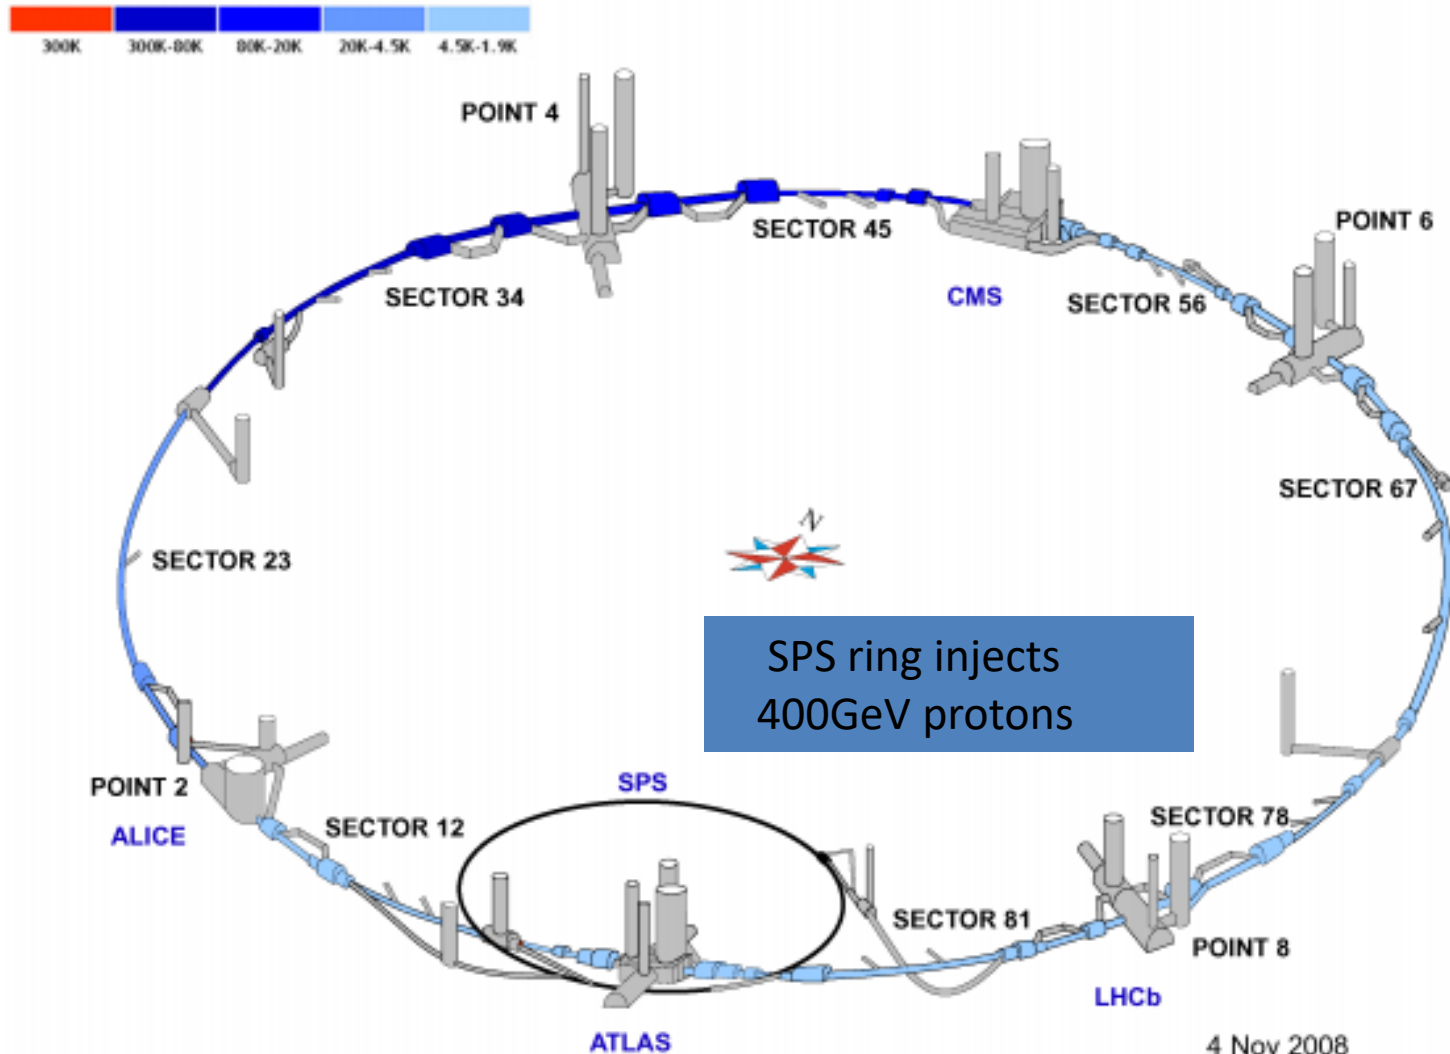 300K 300K-80K 80K-20K 20K-4.5K 4.5K-1.9K
POINT 4
SECTOR 45
POINT 6
SECTOR 34
CMS
SECTOR 56
SECTOR 67
N
SECTOR 23
SPS ring injects
400GeV protons
POINT 2
SPS
ALICE
SECTOR 12
SECTOR 78
SECTOR 81
POINT 8
LHCb
ATLAS
4 Nov 2008